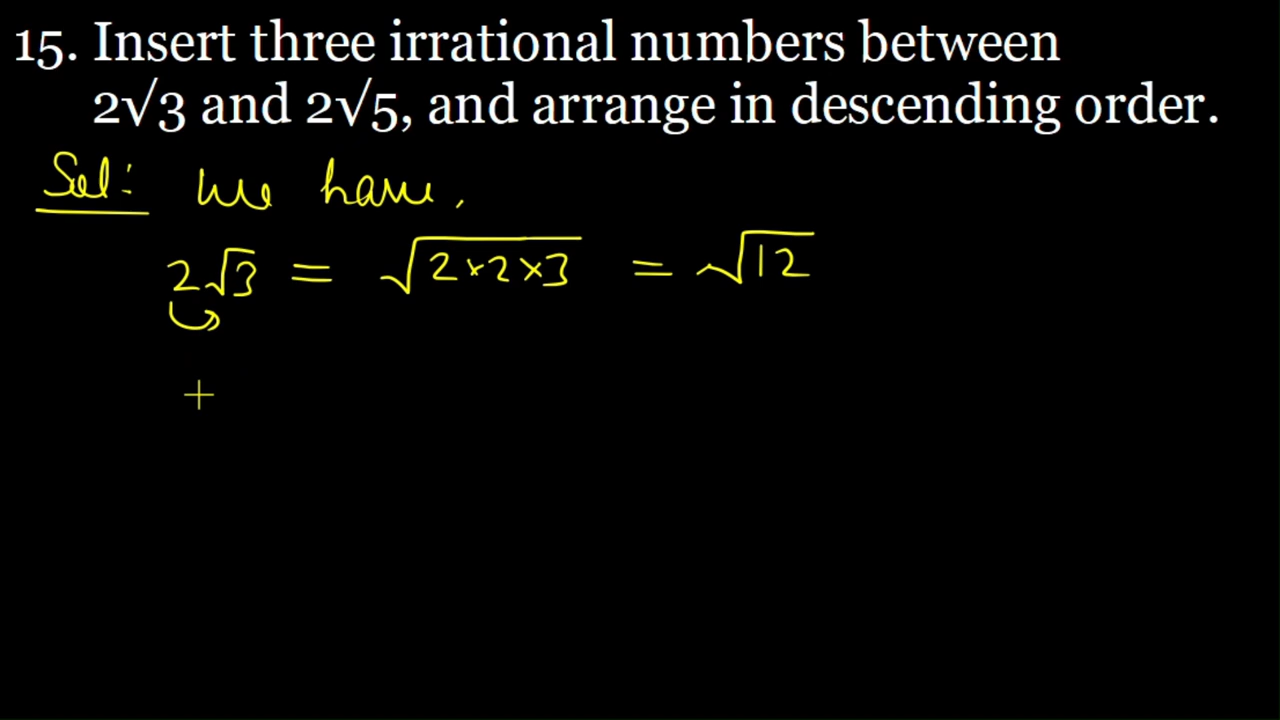 15. Insert three irrational numbers between
2√3 and 2√5, and arrange in descending order.
Sol: We have,
2√3 = √2×2×3 = √12